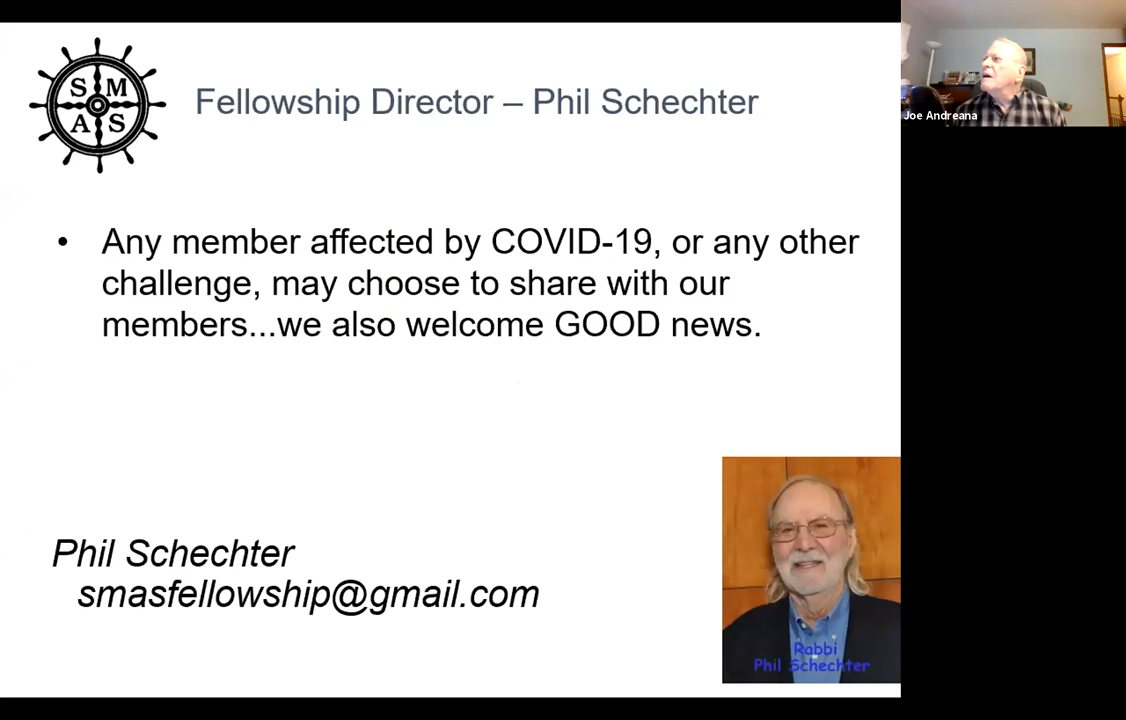 S M
A S
Fellowship Director – Phil Schechter
Joe Andreana
• Any member affected by COVID-19, or any other
challenge, may choose to share with our
members...we also welcome GOOD news.
Phil Schechter
smasfellowship@gmail.com
Rabbi
Phil Schechter